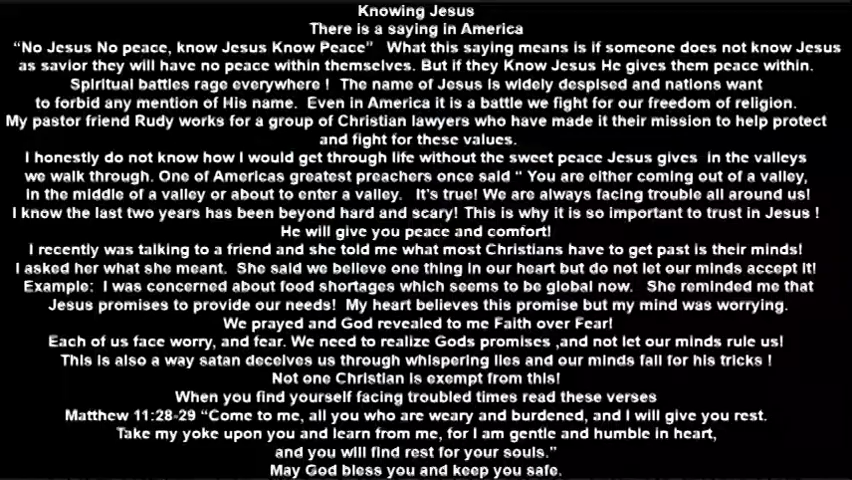 Knowing Jesus
There is a saying in America
“No Jesus No peace, know Jesus Know Peace” What this saying means is if someone does not know Jesus
as savior they will have no peace within themselves. But if they Know Jesus He gives them peace within.
Spiritual battles rage everywhere ! The name of Jesus is widely despised and nations want
to forbid any mention of His name. Even in America it is a battle we fight for our freedom of religion.
My pastor friend Rudy works for a group of Christian lawyers who have made it their mission to help protect
and fight for these values.
I honestly do not know how I would get through life without the sweet peace Jesus gives in the valleys
we walk through. One of Americas greatest preachers once said “ You are either coming out of a valley,
in the middle of a valley or about to enter a valley. It's true! We are always facing trouble all around us!
I know the last two years has been beyond hard and scary! This is why it is so important to trust in Jesus !
He will give you peace and comfort!
I recently was talking to a friend and she told me what most Christians have to get past is their minds!
I asked her what she meant. She said we believe one thing in our heart but do not let our minds accept it!
Example: I was concerned about food shortages which seems to be global now. She reminded me that
Jesus promises to provide our needs! My heart believes this promise but my mind was worrying.
We prayed and God revealed to me Faith over Fear!
Each of us face worry, and fear. We need to realize Gods promises ,and not let our minds rule us!
This is also a way satan deceives us through whispering lies and our minds fall for his tricks !
Not one Christian is exempt from this!
When you find yourself facing troubled times read these verses
Matthew 11:28-29 “Come to me, all you who are weary and burdened, and I will give you rest.
Take my yoke upon you and learn from me, for I am gentle and humble in heart,
and you will find rest for your souls.”
May God bless you and keep you safe.